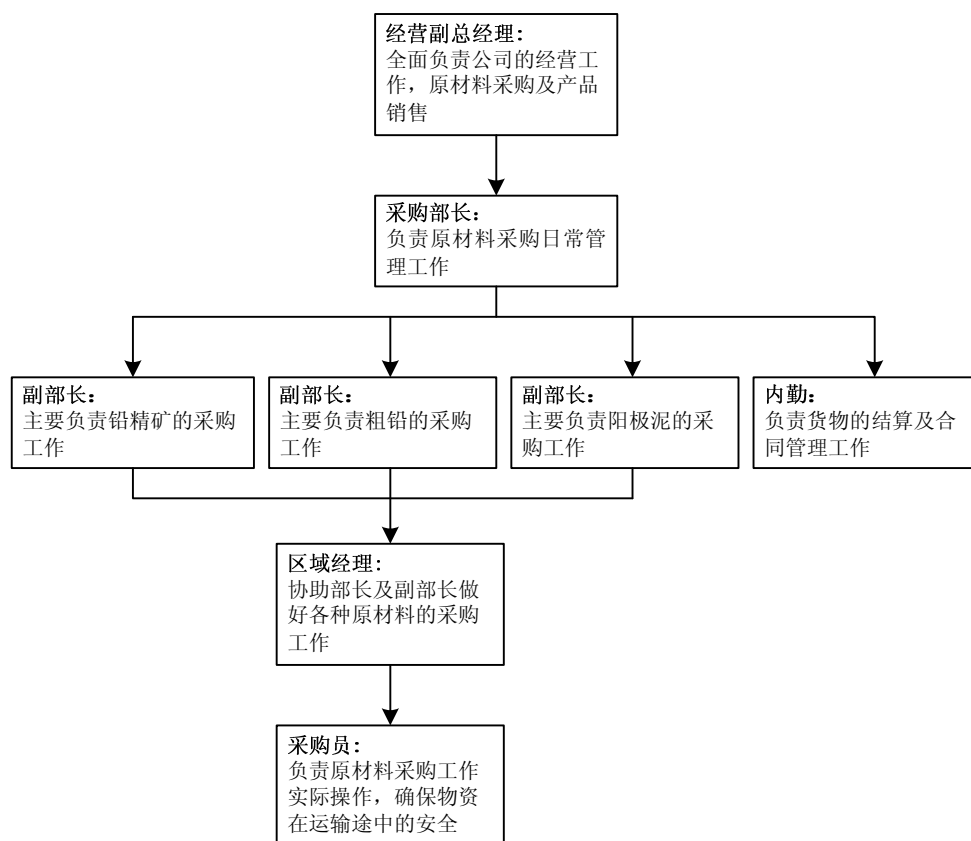 经营副总经理：
全面负责公司的经营工
作，原材料采购及产品
销售
采购部长：
负责原材料采购日常管
理工作
副部长：
主要负责铅精矿的采购
工作
副部长：
主要负责粗铅的采购
工作
副部长：
主要负责阳极泥的采
购工作
内勤：
负责货物的结算及合
同管理工作
区域经理：
协助部长及副部长做
好各种原材料的采购
工作
采购员：
负责原材料采购工作
实际操作，确保物资
在运输途中的安全